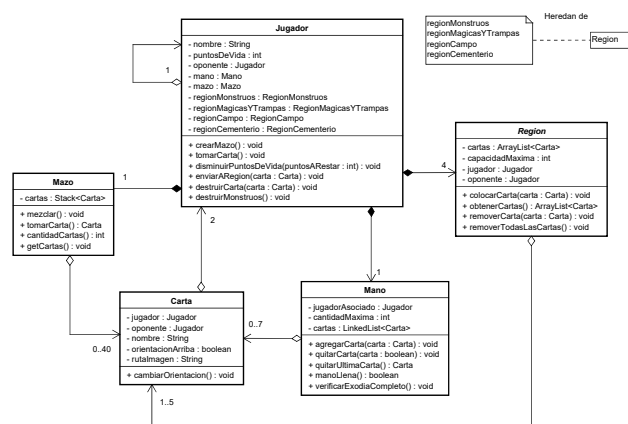 Jugador
- nombre : String
- puntosDeVida : int
- oponente : Jugador
- mano : Mano
- mazo : Mazo
- regionMonstruos : RegionMonstruos
- regionMagicasYTrampas : RegionMagicasYTrampas
- regionCampo : RegionCampo
- regionCementerio : RegionCementerio
+ crearMazo() : void
+ tomarCarta() : void
+ disminuirPuntosDeVida(puntosARestar : int) : void
+ enviarARegion(carta : Carta) : void
+ destruirCarta(carta : Carta) : void
+ destruirMonstruos() : void
1
regionMonstruos
regionMagicasYTrampas
regionCampo
regionCementerio
Heredan de
Region
Region
- cartas : ArrayList<Carta>
- capacidadMaxima : int
- jugador : Jugador
- oponente : Jugador
+ colocarCarta(carta : Carta) : void
+ obtenerCartas() : ArrayList<Carta>
+ removerCarta(carta : Carta) : void
+ removerTodasLasCartas() : void
4
Mazo
- cartas : Stack<Carta>
+ mezclar() : void
+ tomarCarta() : Carta
+ cantidadCartas() : int
+ getCartas() : void
1
2
Carta
- jugador : Jugador
- oponente : Jugador
- nombre : String
- orientacionArriba : boolean
- rutaImagen : String
+ cambiarOrientacion() : void
0..40
0..7
1..5
1
Mano
- jugadorAsociado : Jugador
- cantidadMaxima : int
- cartas : LinkedList<Carta>
+ agregarCarta(carta : Carta) : void
+ quitarCarta(carta : boolean) : void
+ quitarUltimaCarta() : Carta
+ manoLlena() : boolean
+ verificarExodiaCompleto() : void